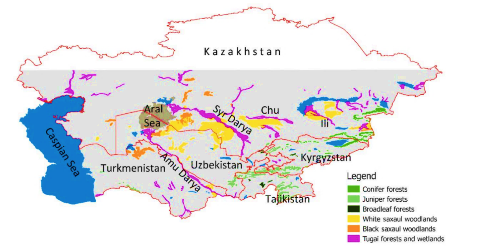 Kazakhstan
Aral
Sea
Syr Darya
Chu
Ili
Caspian Sea
Amu Darya
Uzbekistan
Kyrgyzstan
Turkmenistan
Tajikistan
Legend
Conifer forests
Juniper forests
Broadleaf forests
White saxaul woodlands
Black saxaul woodlands
Tugai forests and wetlands